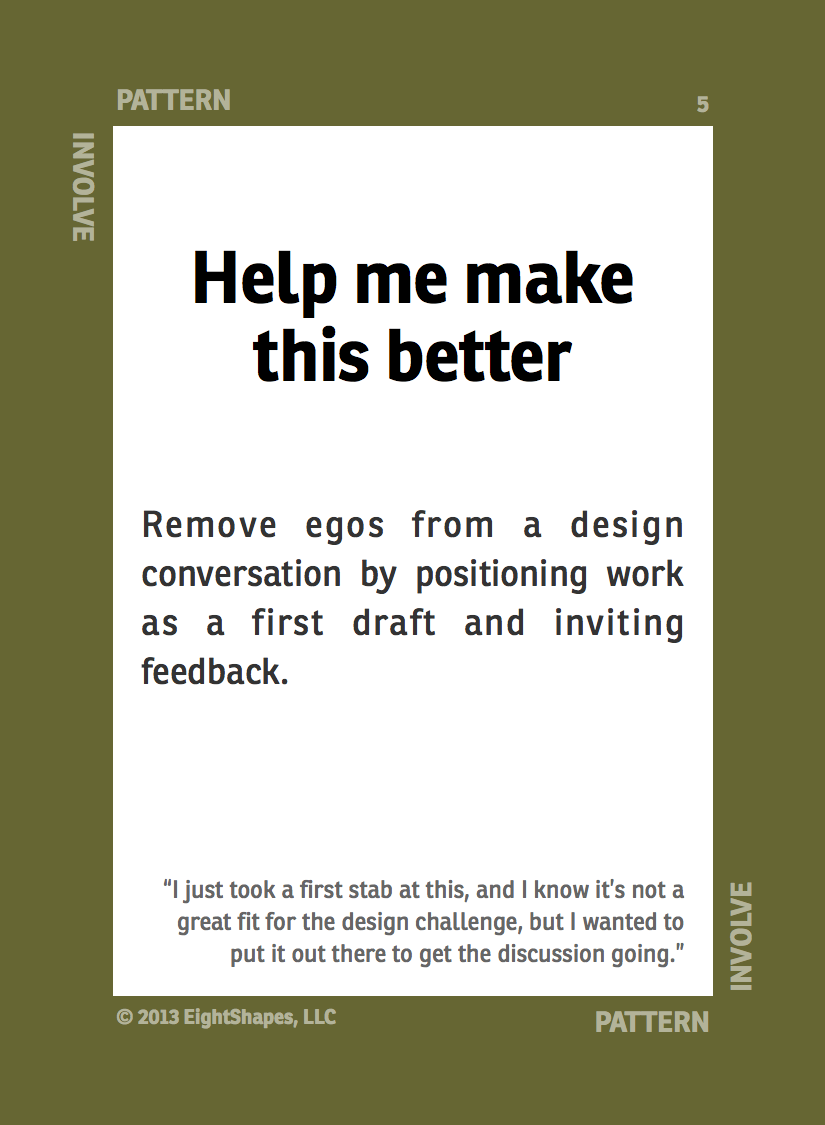 PATTERN
5
INVOLVE
Help me make
this better
Remove egos from a design
conversation by positioning work
as a first draft and inviting
feedback.
“I just took a first stab at this, and I know it’s not a
great fit for the design challenge, but I wanted to
put it out there to get the discussion going.”
INVOLVE
© 2013 EightShapes, LLC
PATTERN